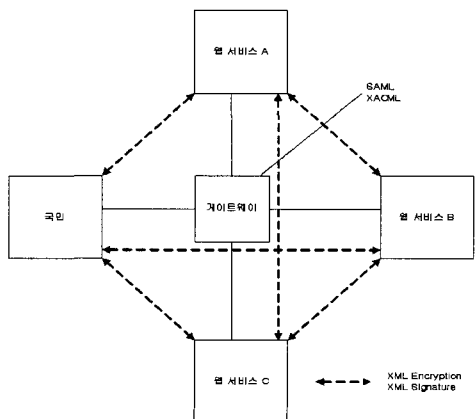 웹 서비스 A
SAML
XACML
국민
게이트웨이
웹 서비스 B
웹 서비스 C
XML Encryption
XML Signature